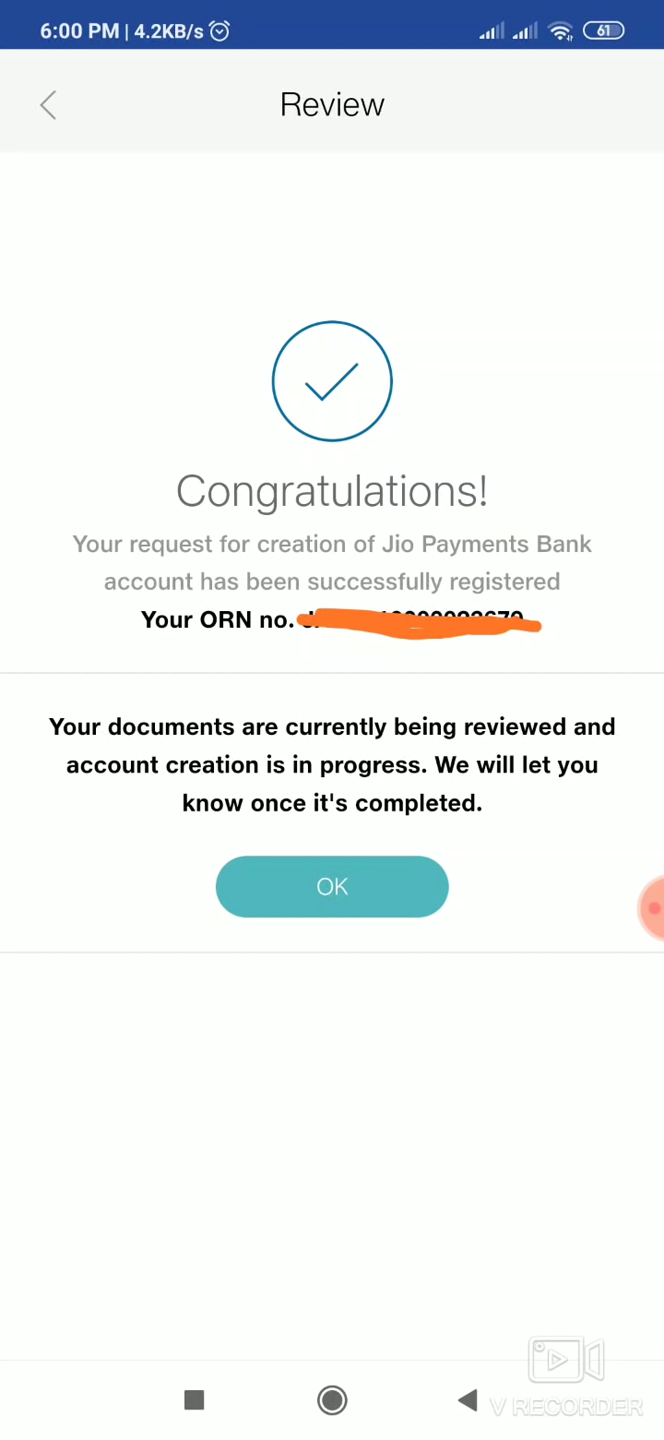 6:00 PM | 4.2KB/s
61
Review
Congratulations!
Your request for creation of Jio Payments Bank
account has been successfully registered
Your ORN no.
Your documents are currently being reviewed and
account creation is in progress. We will let you
know once it's completed.
OK
V RECORDER